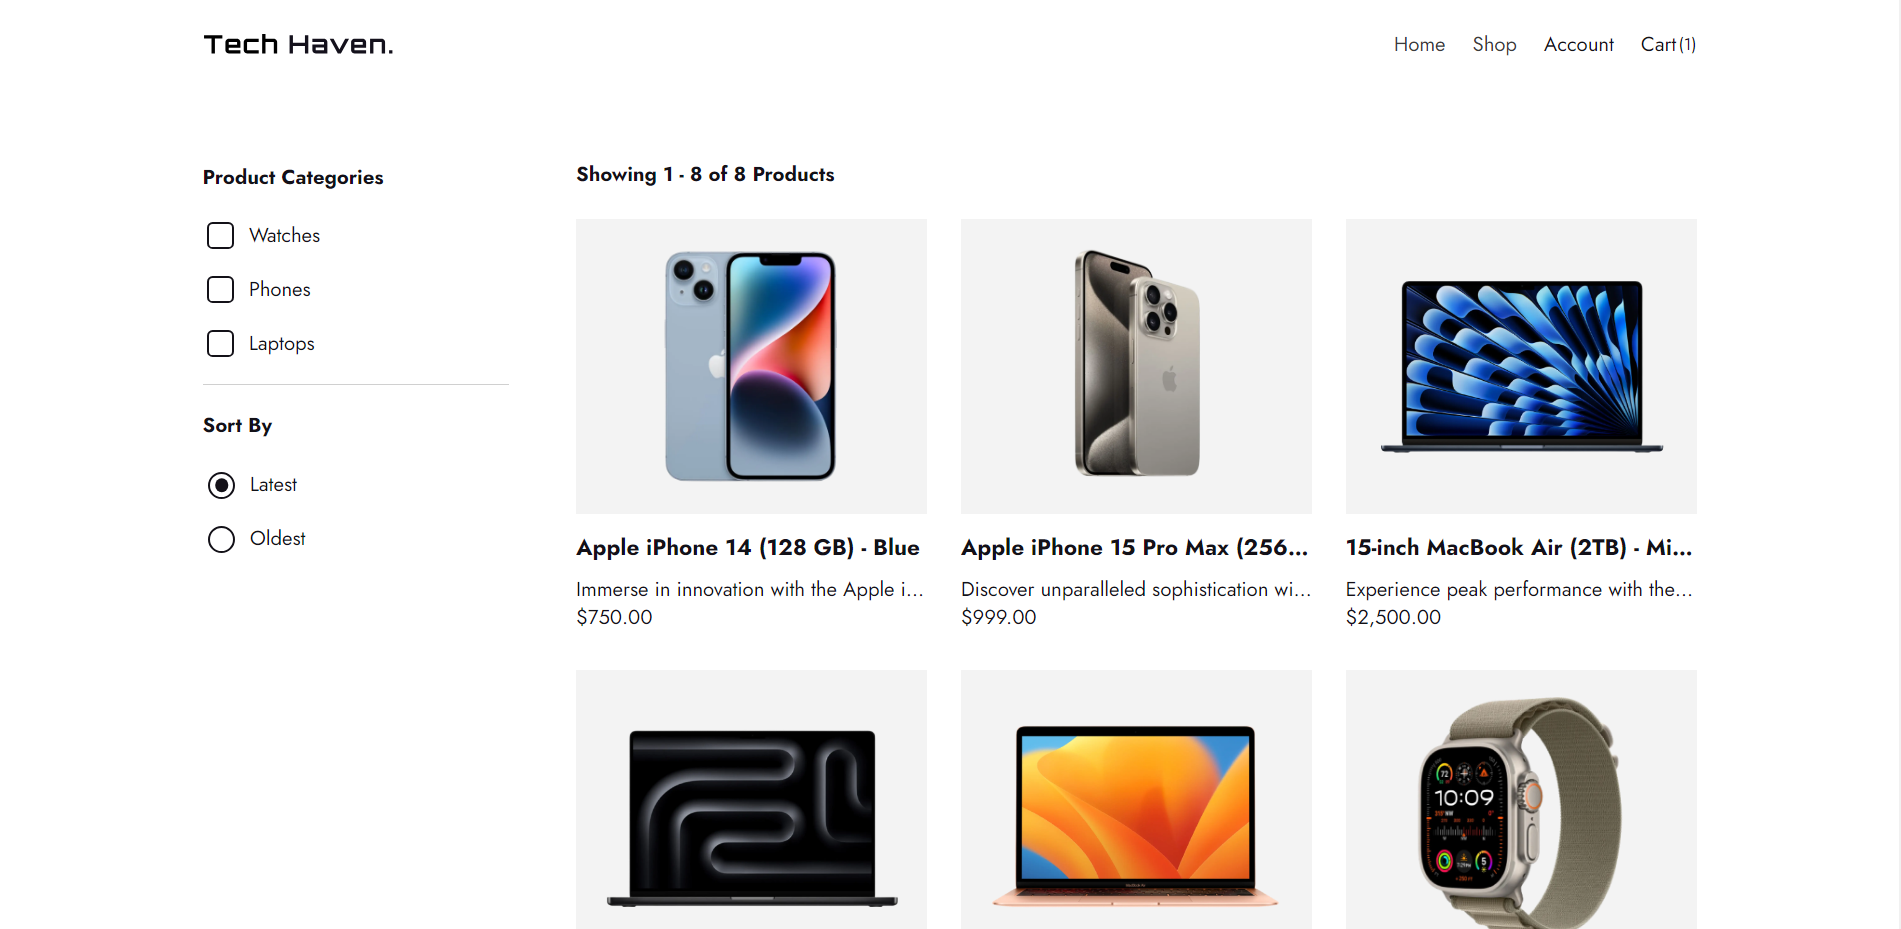 Tech Haven.
Home Shop Account Cart(1)
Product Categories
Watches
Phones
Laptops
Sort By
Latest
Oldest
Showing 1 - 8 of 8 Products
Apple iPhone 14 (128 GB) - Blue
Immerse in innovation with the Apple i...
$750.00
Apple iPhone 15 Pro Max (256...
Discover unparalleled sophistication wi...
$999.00
15-inch MacBook Air (2TB) - Mi...
Experience peak performance with the...
$2,500.00
72
10:09
5